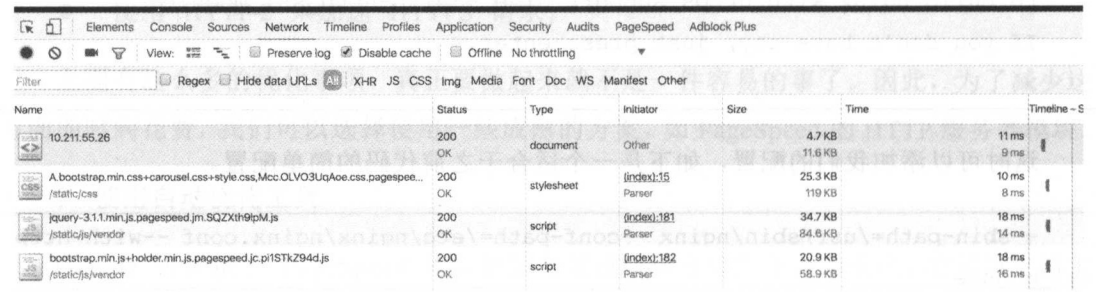 Elements Console Sources Network Timeline Profiles Application Security Audits PageSpeed Adblock Plus
View: Preserve log Disable cache Offline No throttling
Filter Regex Hide data URLs All XHR JS CSS Img Media Font Doc WS Manifest Other
Name Status Type Initiator Size Time Timeline – S
10.211.55.26 200 document Other 4.7 KB 11 ms
OK 11.6 KB 9 ms
A.bootstrap.min.css+carousel.css+style.css,Mcc.OLVO3UqAoe.css.pagespee... 200 stylesheet (index):15 25.3 KB 10 ms
/static/css OK Parser 119 KB 8 ms
jquery-3.1.1.min.js.pagespeed.jm.SQZXth9lpM.js 200 script (index):181 34.7 KB 18 ms
/static/js/vendor OK Parser 84.6 KB 14 ms
bootstrap.min.js+holder.min.js.pagespeed.jc.pi1STkZ94d.js 200 script (index):182 20.9 KB 18 ms
/static/js/vendor OK Parser 58.9 KB 16 ms